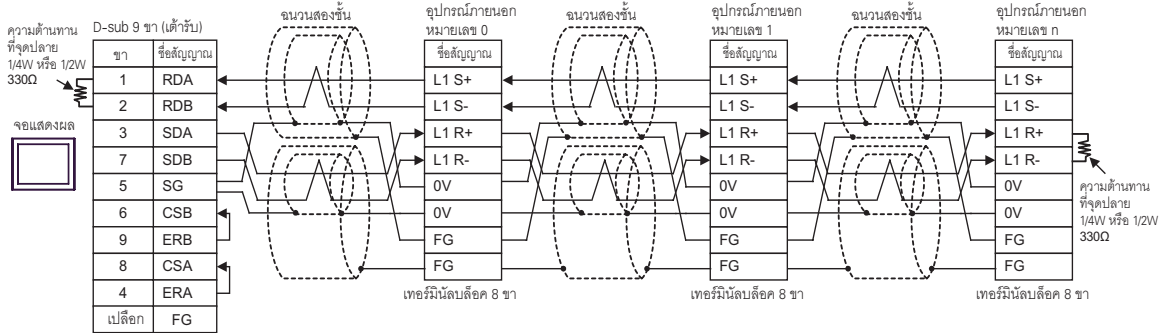 ความต้านทาน
ที่จุดปลาย
1/4W หรือ 1/2W
330Ω
จอแสดงผล
D-sub 9 ขา (เต้ารับ)
ขา ชื่อสัญญาณ
1 RDA
2 RDB
3 SDA
7 SDB
5 SG
6 CSB
9 ERB
8 CSA
4 ERA
เปลือก FG
ฉนวนสองชั้น
อุปกรณ์ภายนอก
หมายเลข 0
ชื่อสัญญาณ
L1 S+
L1 S-
L1 R+
L1 R-
0V
0V
FG
FG
เทอร์มินัลบล็อค 8 ขา
ฉนวนสองชั้น
อุปกรณ์ภายนอก
หมายเลข 1
ชื่อสัญญาณ
L1 S+
L1 S-
L1 R+
L1 R-
0V
0V
FG
FG
เทอร์มินัลบล็อค 8 ขา
ฉนวนสองชั้น
อุปกรณ์ภายนอก
หมายเลข n
ชื่อสัญญาณ
L1 S+
L1 S-
L1 R+
L1 R-
0V
0V
FG
FG
เทอร์มินัลบล็อค 8 ขา
ความต้านทาน
ที่จุดปลาย
1/4W หรือ 1/2W
330Ω